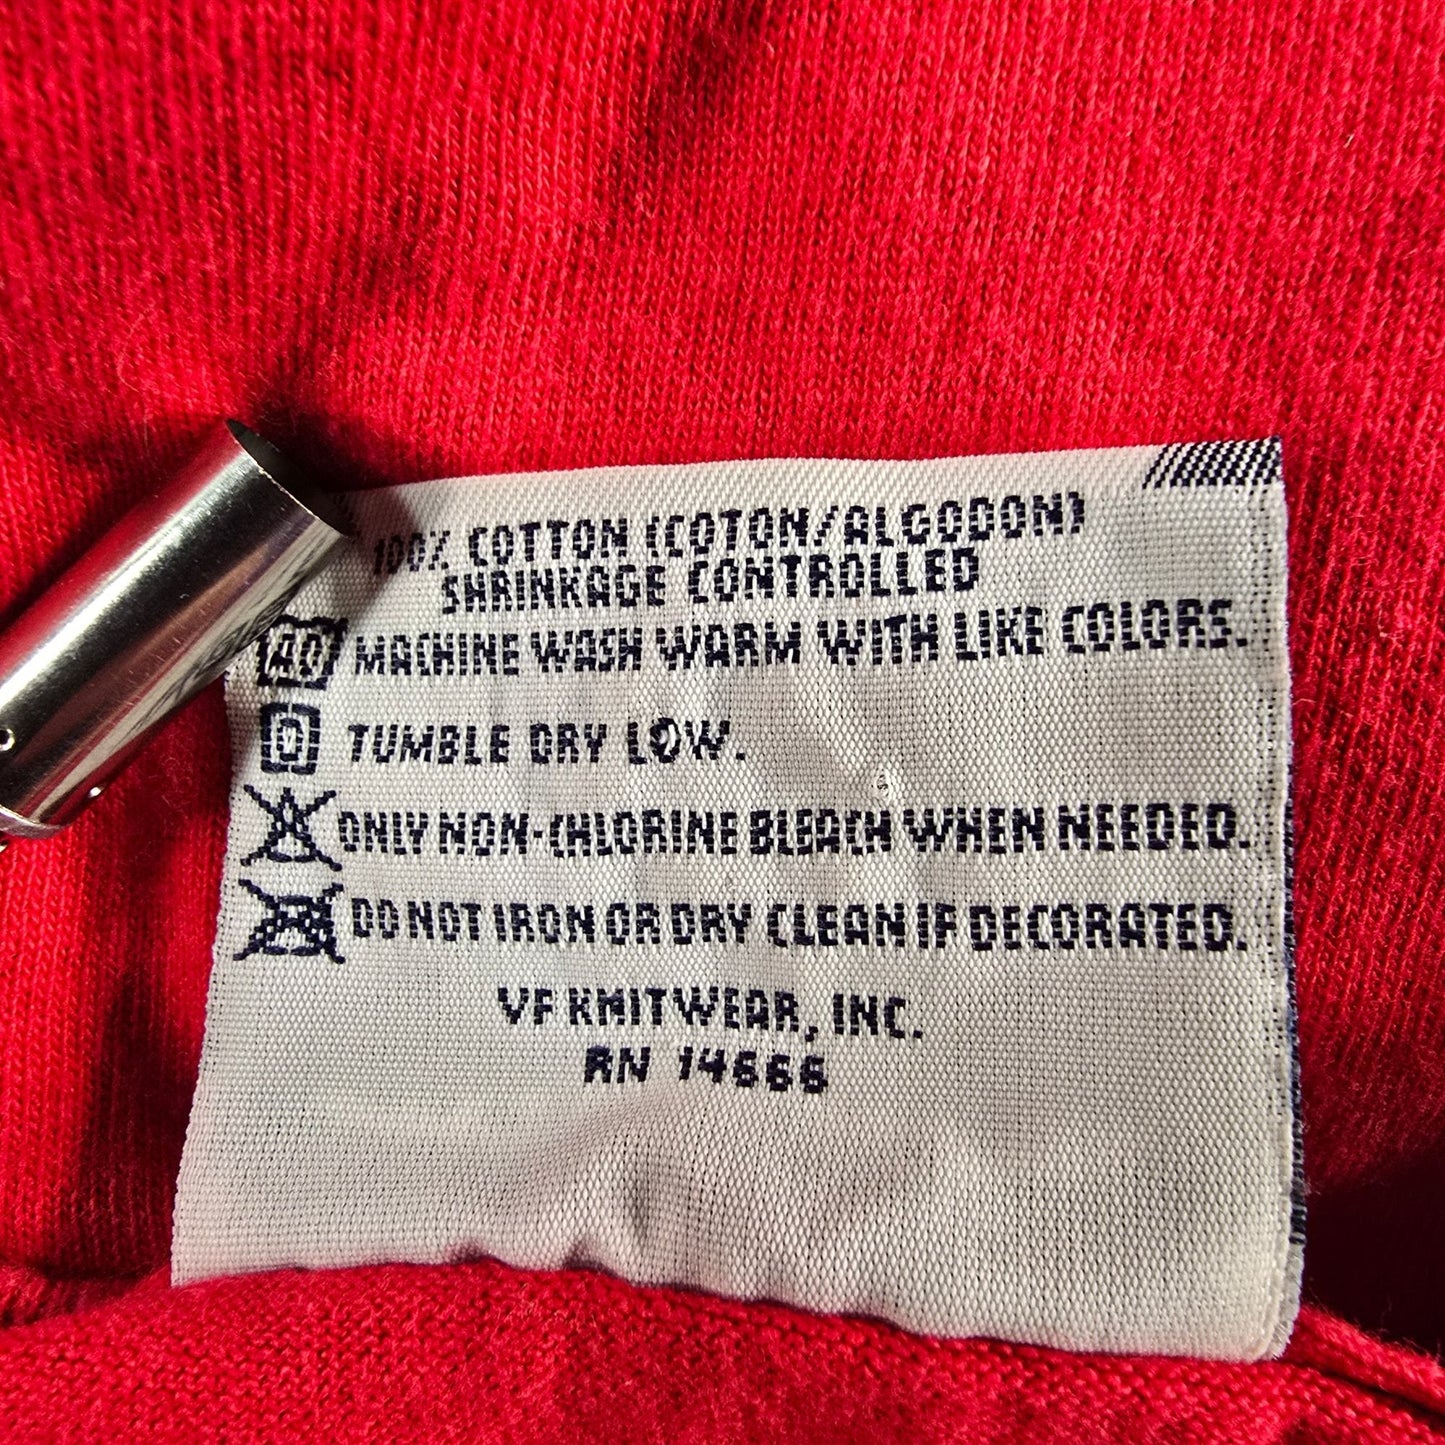 100% COTTON (COTON/ALGODON)
SHRINKAGE CONTROLLED
40 MACHINE WASH WARM WITH LIKE COLORS.
TUMBLE DRY LOW.
ONLY NON-CHLORINE BLEACH WHEN NEEDED.
DO NOT IRON OR DRY CLEAN IF DECORATED.
VF KNITWEAR, INC.
RN 14666